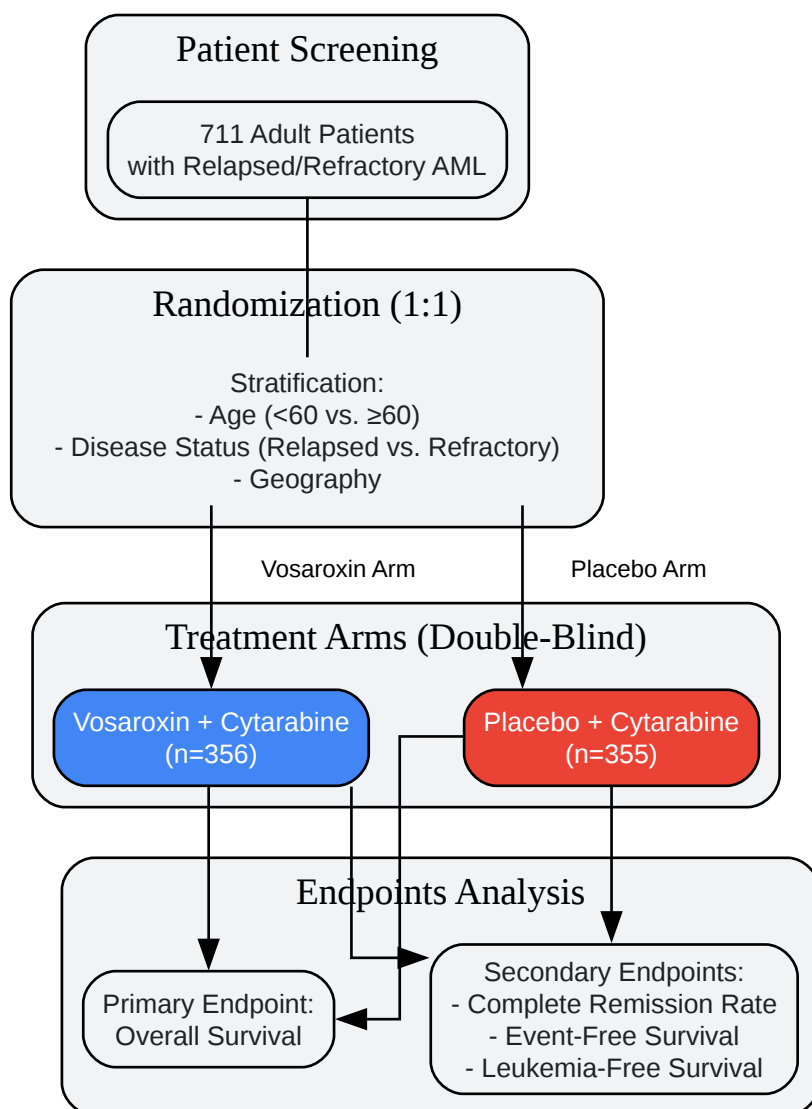 Patient Screening
711 Adult Patients
with Relapsed/Refractory AML
Randomization (1:1)
Stratification:
- Age (<60 vs. ≥60)
- Disease Status (Relapsed vs. Refractory)
- Geography
Vosaroxin Arm
Placebo Arm
Treatment Arms (Double-Blind)
Vosaroxin + Cytarabine
(n=356)
Placebo + Cytarabine
(n=355)
Endpoints Analysis
Primary Endpoint:
Overall Survival
Secondary Endpoints:
- Complete Remission Rate
- Event-Free Survival
- Leukemia-Free Survival